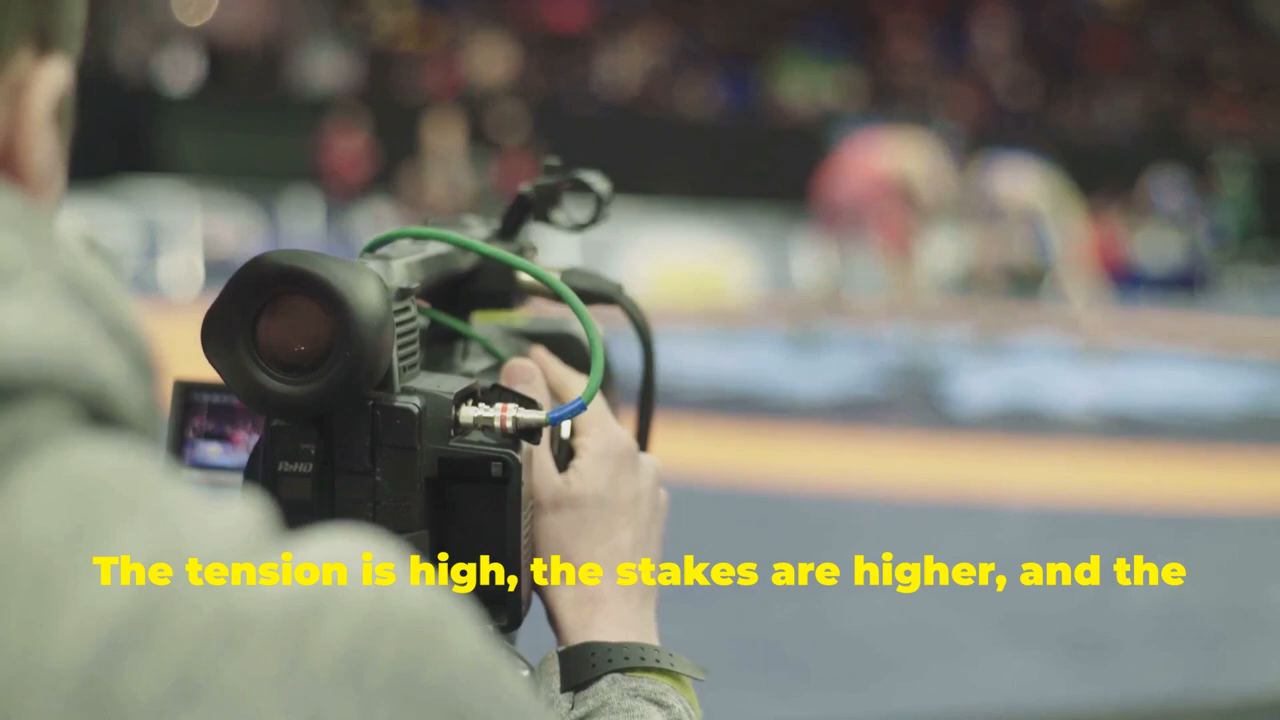 The tension is high, the stakes are higher, and the